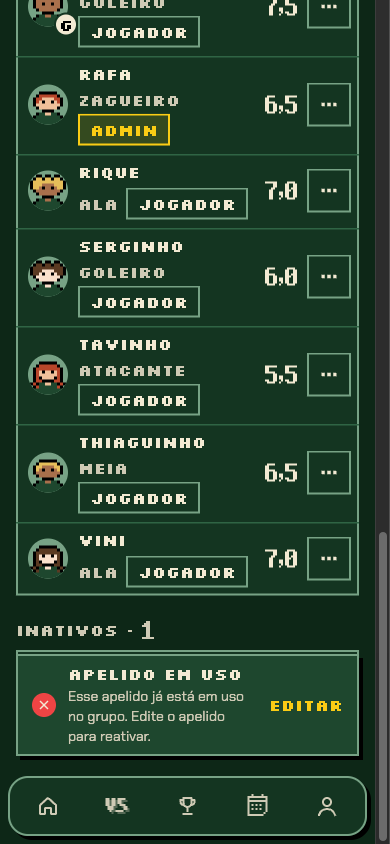 GOLEIRO
7,5
G
JOGADOR
RAFA
ZAGUEIRO
6,5
...
ADMIN
RIQUE
7,0
...
ALA JOGADOR
SERGINHO
GOLEIRO
6,0
...
JOGADOR
TAVINHO
ATACANTE
5,5
...
JOGADOR
THIAGUINHO
MEIA
6,5
...
JOGADOR
VINI
7,0
...
ALA JOGADOR
INATIVOS · 1
APELIDO EM USO
Esse apelido já está em uso
no grupo. Edite o apelido
para reativar.
EDITAR
VS